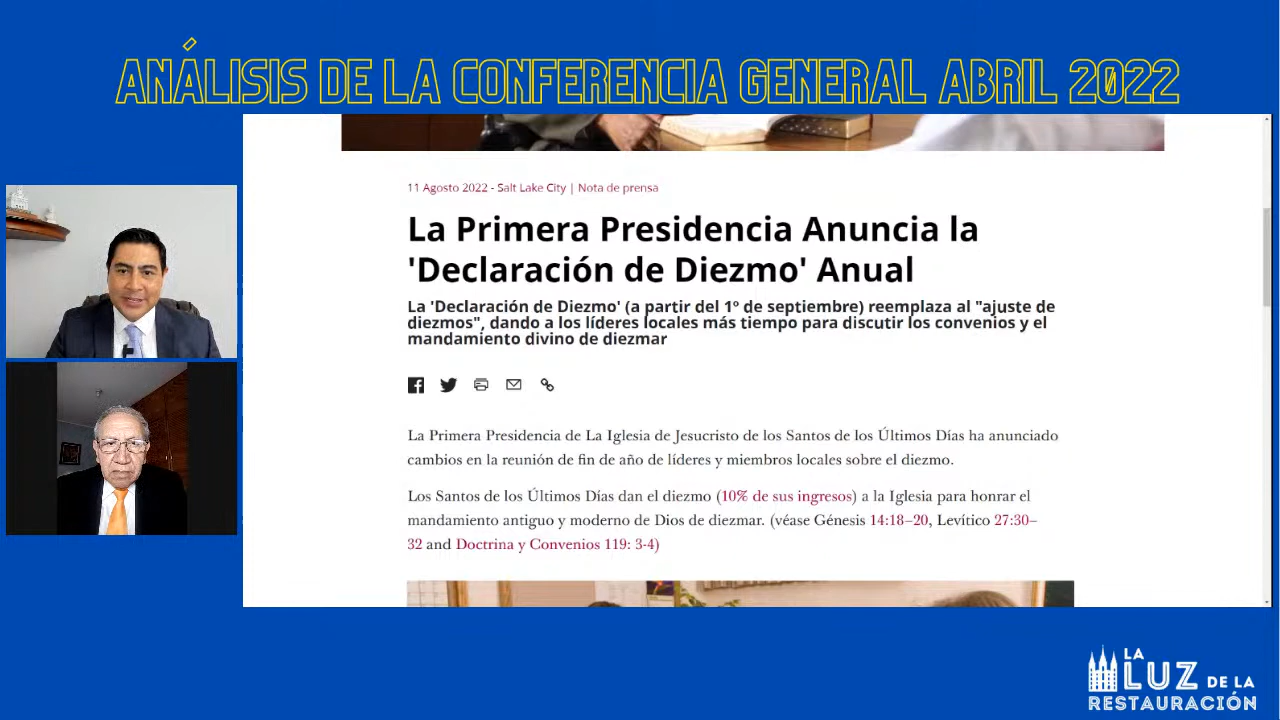 ANÁLISIS DE LA CONFERENCIA GENERAL ABRIL 2022
11 Agosto 2022 - Salt Lake City | Nota de prensa
La Primera Presidencia Anuncia la
'Declaración de Diezmo' Anual
La 'Declaración de Diezmo' (a partir del 1º de septiembre) reemplaza al "ajuste de
diezmos", dando a los líderes locales más tiempo para discutir los convenios y el
mandamiento divino de diezmar
La Primera Presidencia de La Iglesia de Jesucristo de los Santos de los Últimos Días ha anunciado
cambios en la reunión de fin de año de líderes y miembros locales sobre el diezmo.
Los Santos de los Últimos Días dan el diezmo (10% de sus ingresos) a la Iglesia para honrar el
mandamiento antiguo y moderno de Dios de diezmar. (véase Génesis 14:18–20, Levítico 27:30–
32 and Doctrina y Convenios 119: 3-4)
LA
LUZ DE LA
RESTAURACIÓN